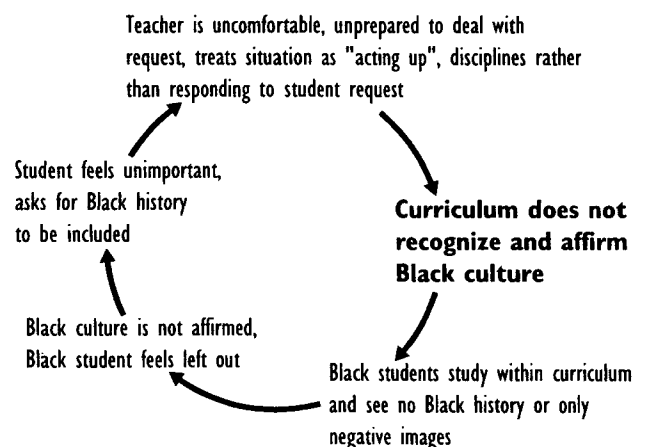 Teacher is uncomfortable, unprepared to deal with
request, treats situation as "acting up", disciplines rather
than responding to student request
Student feels unimportant,
asks for Black history
to be included
Curriculum does not
recognize and affirm
Black culture
Black culture is not affirmed,
Black student feels left out
Black students study within curriculum
and see no Black history or only
negative images